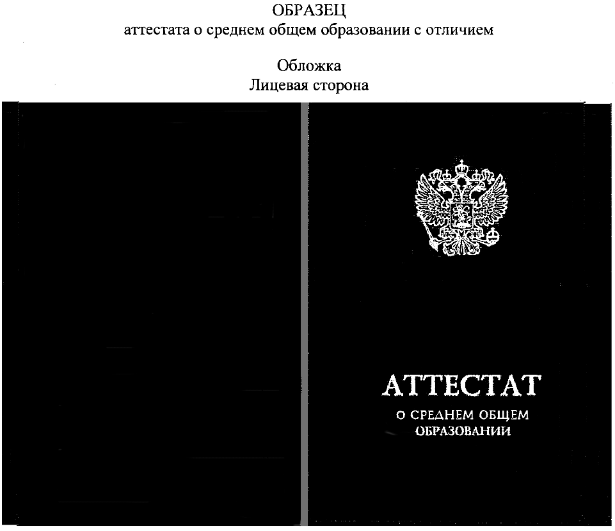 ОБРАЗЕЦ
аттестата о среднем общем образовании с отличием
Обложка
Лицевая сторона
АТТЕСТАТ
О СРЕДНЕМ ОБЩЕМ
ОБРАЗОВАНИИ